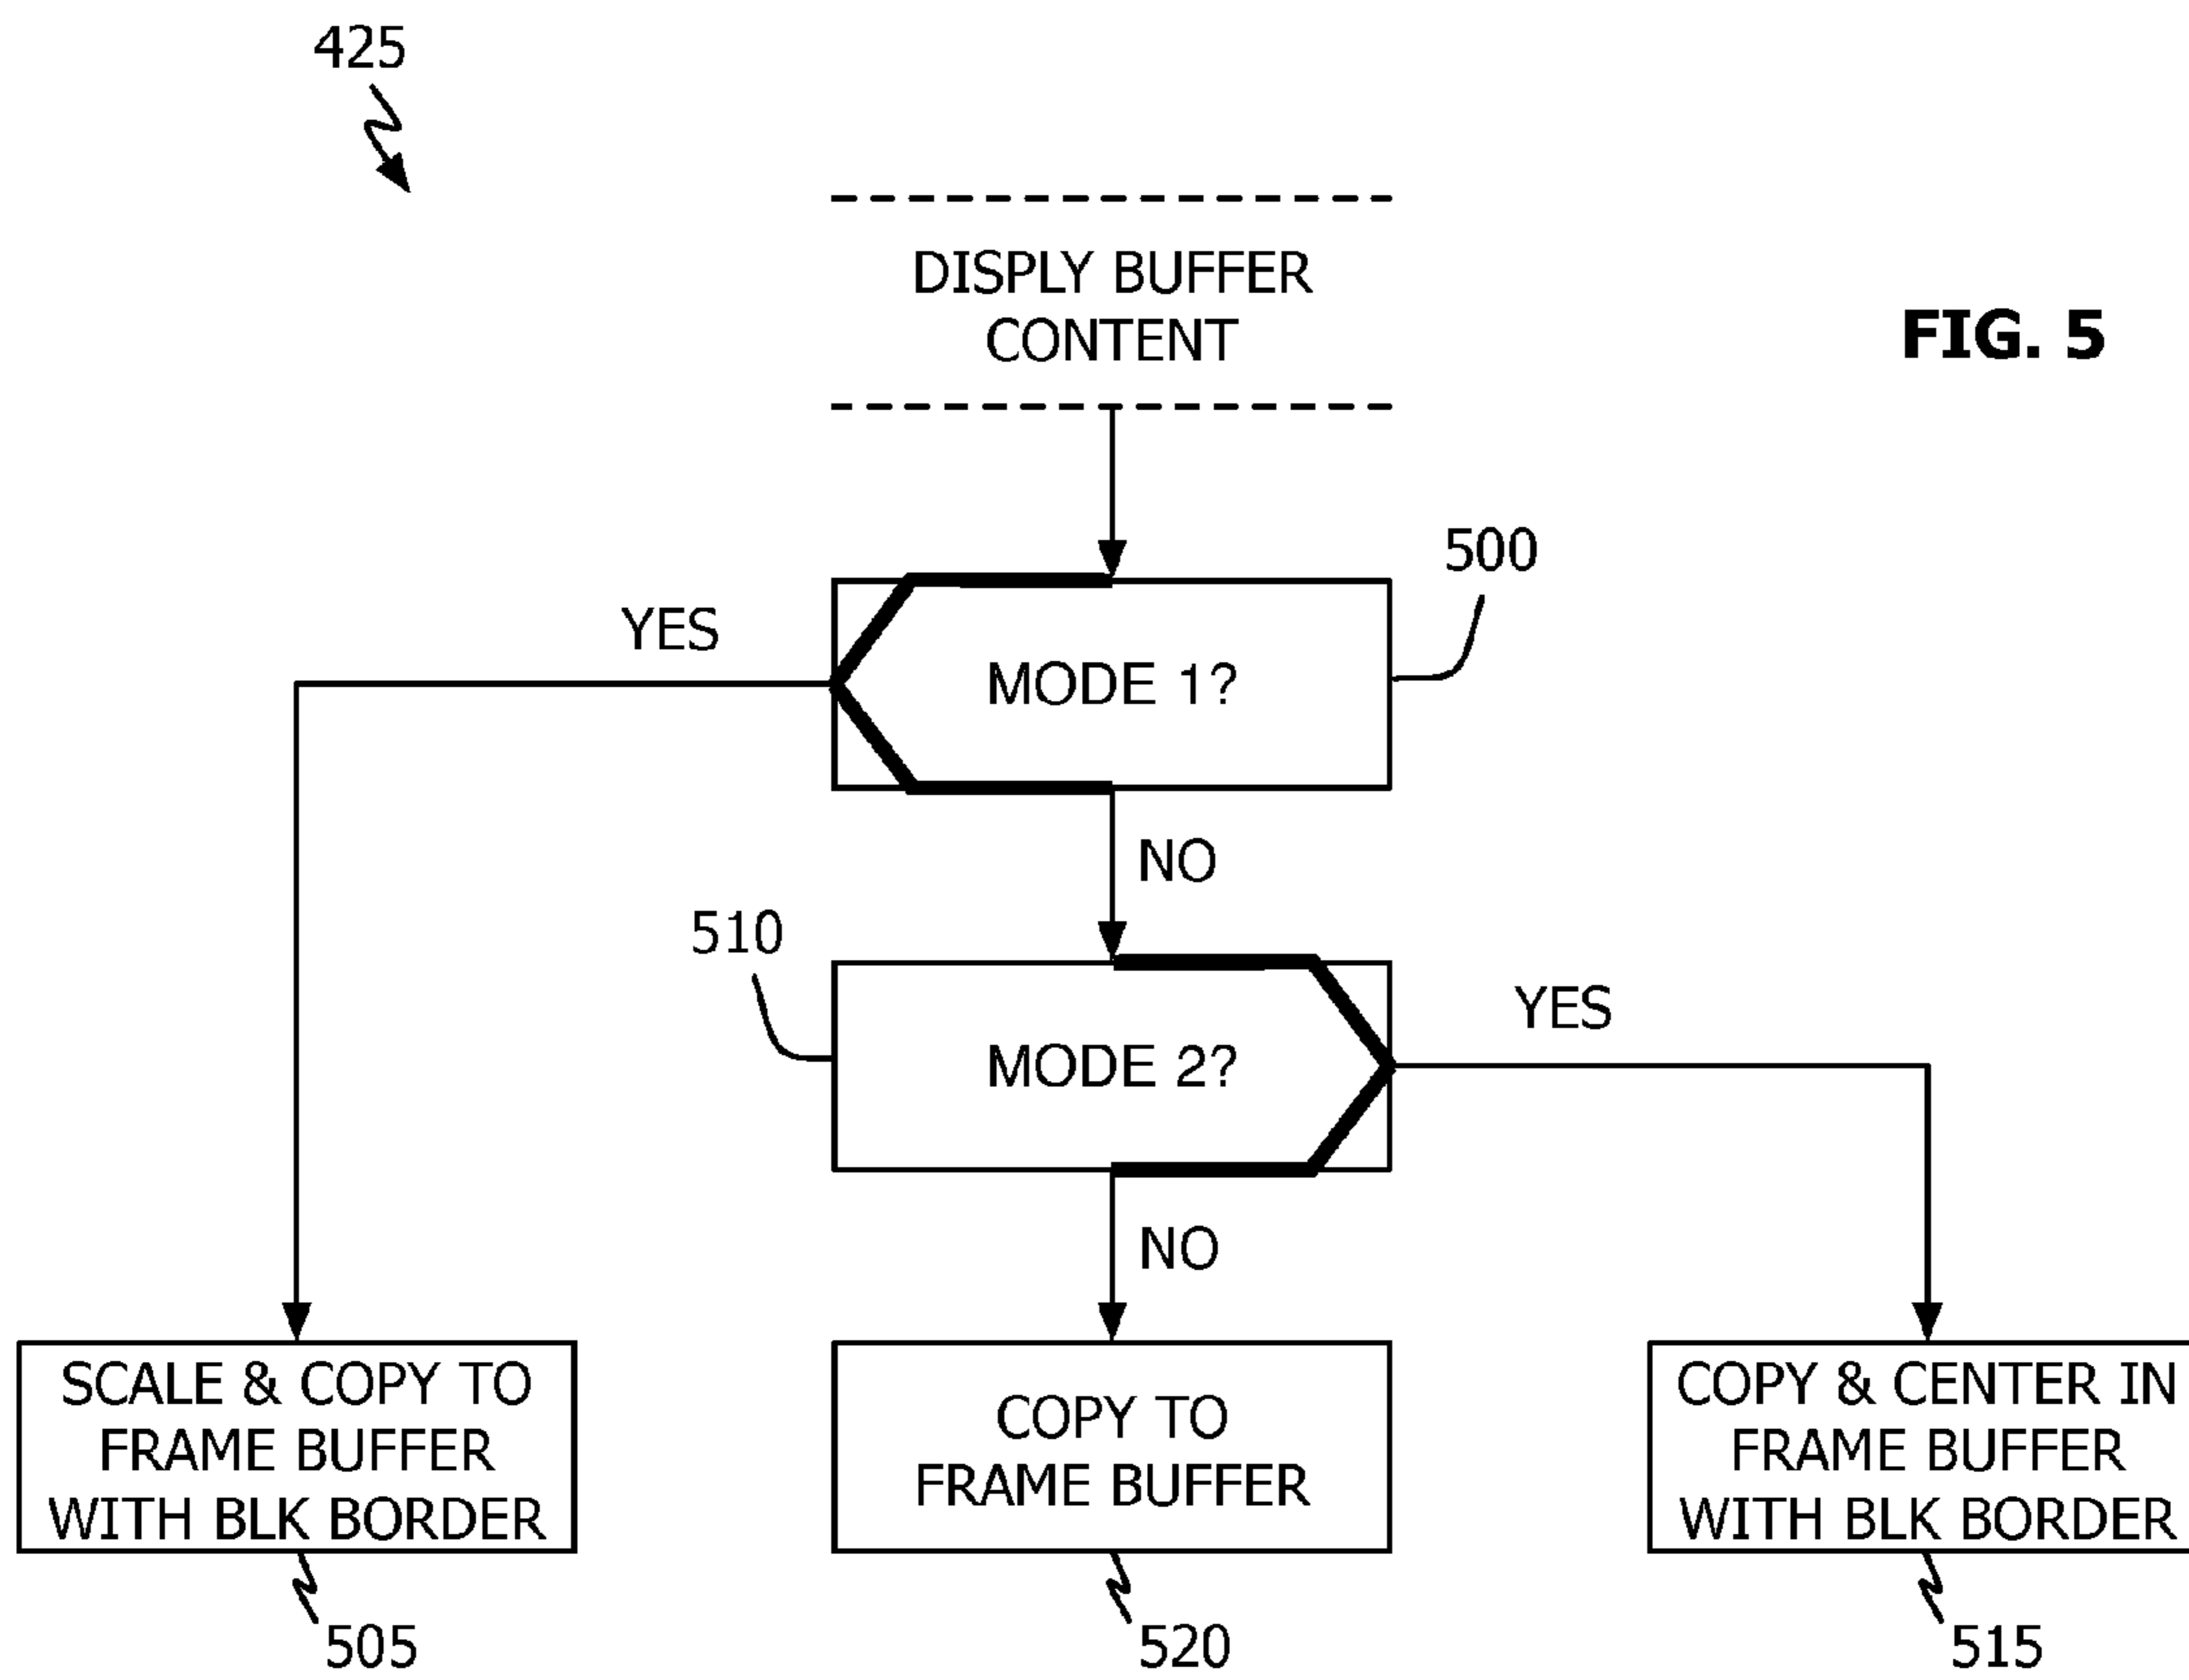 425
DISPLY BUFFER
CONTENT
FIG. 5
500
YES
MODE 1?
NO
510
YES
MODE 2?
NO
SCALE & COPY TO
FRAME BUFFER
WITH BLK BORDER
COPY TO
FRAME BUFFER
COPY & CENTER IN
FRAME BUFFER
WITH BLK BORDER
505
520
515